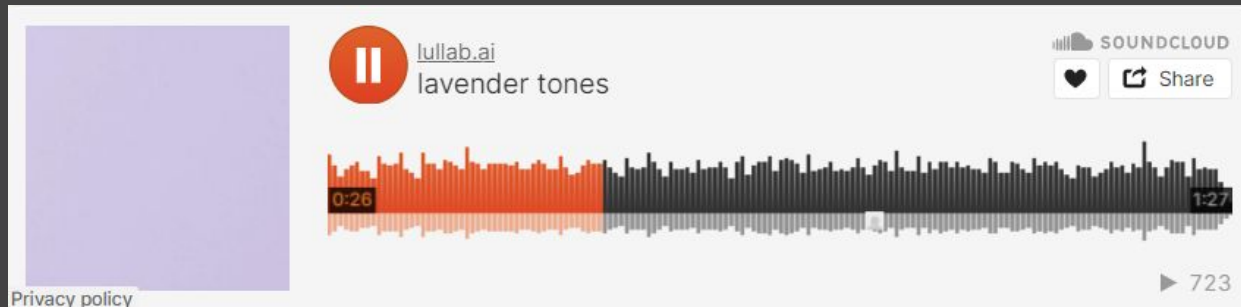 lullab.ai
lavender tones
SOUNDCLOUD
Share
0:26
1:27
723
Privacy policy